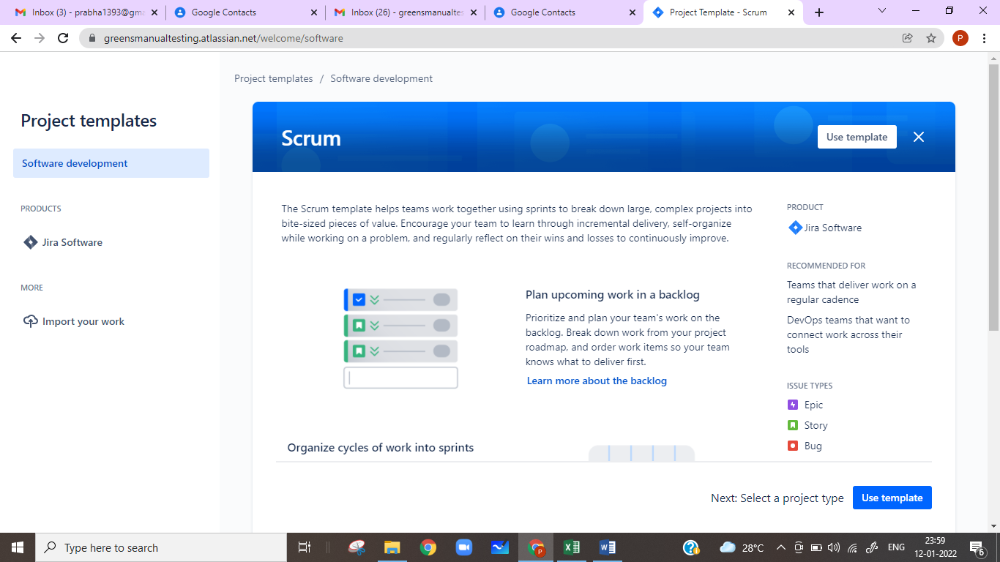 Inbox (3) - prabha1393@gma
Google Contacts
Inbox (26) - greensmanualtes
Google Contacts
Project Template - Scrum
greensmanualtesting.atlassian.net/welcome/software
P
Project templates / Software development
Project templates
Software development
PRODUCTS
Jira Software
MORE
Import your work
Scrum
Use template
The Scrum template helps teams work together using sprints to break down large, complex projects into
bite-sized pieces of value. Encourage your team to learn through incremental delivery, self-organize
while working on a problem, and regularly reflect on their wins and losses to continuously improve.
Plan upcoming work in a backlog
Prioritize and plan your team's work on the
backlog. Break down work from your project
roadmap, and order work items so your team
knows what to deliver first.
Learn more about the backlog
Organize cycles of work into sprints
PRODUCT
Jira Software
RECOMMENDED FOR
Teams that deliver work on a
regular cadence
DevOps teams that want to
connect work across their
tools
ISSUE TYPES
Epic
Story
Bug
Next: Select a project type
Use template
Type here to search
P
28°C
ENG
23:59
12-01-2022
6